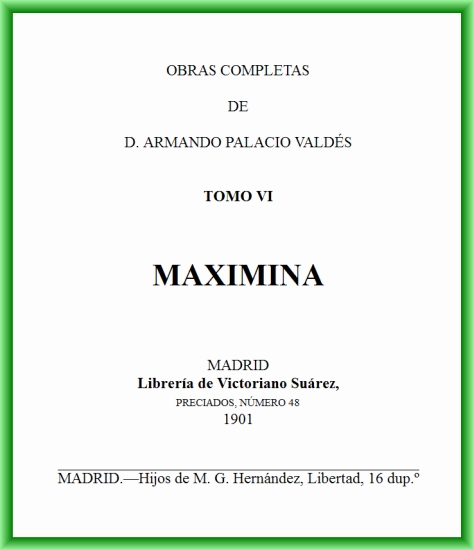 OBRAS COMPLETAS
DE
D. ARMANDO PALACIO VALDÉS
TOMO VI
MAXIMINA
MADRID
Librería de Victoriano Suárez,
PRECIADOS, NÚMERO 48
1901
MADRID.—Hijos de M. G. Hernández, Libertad, 16 dup.º